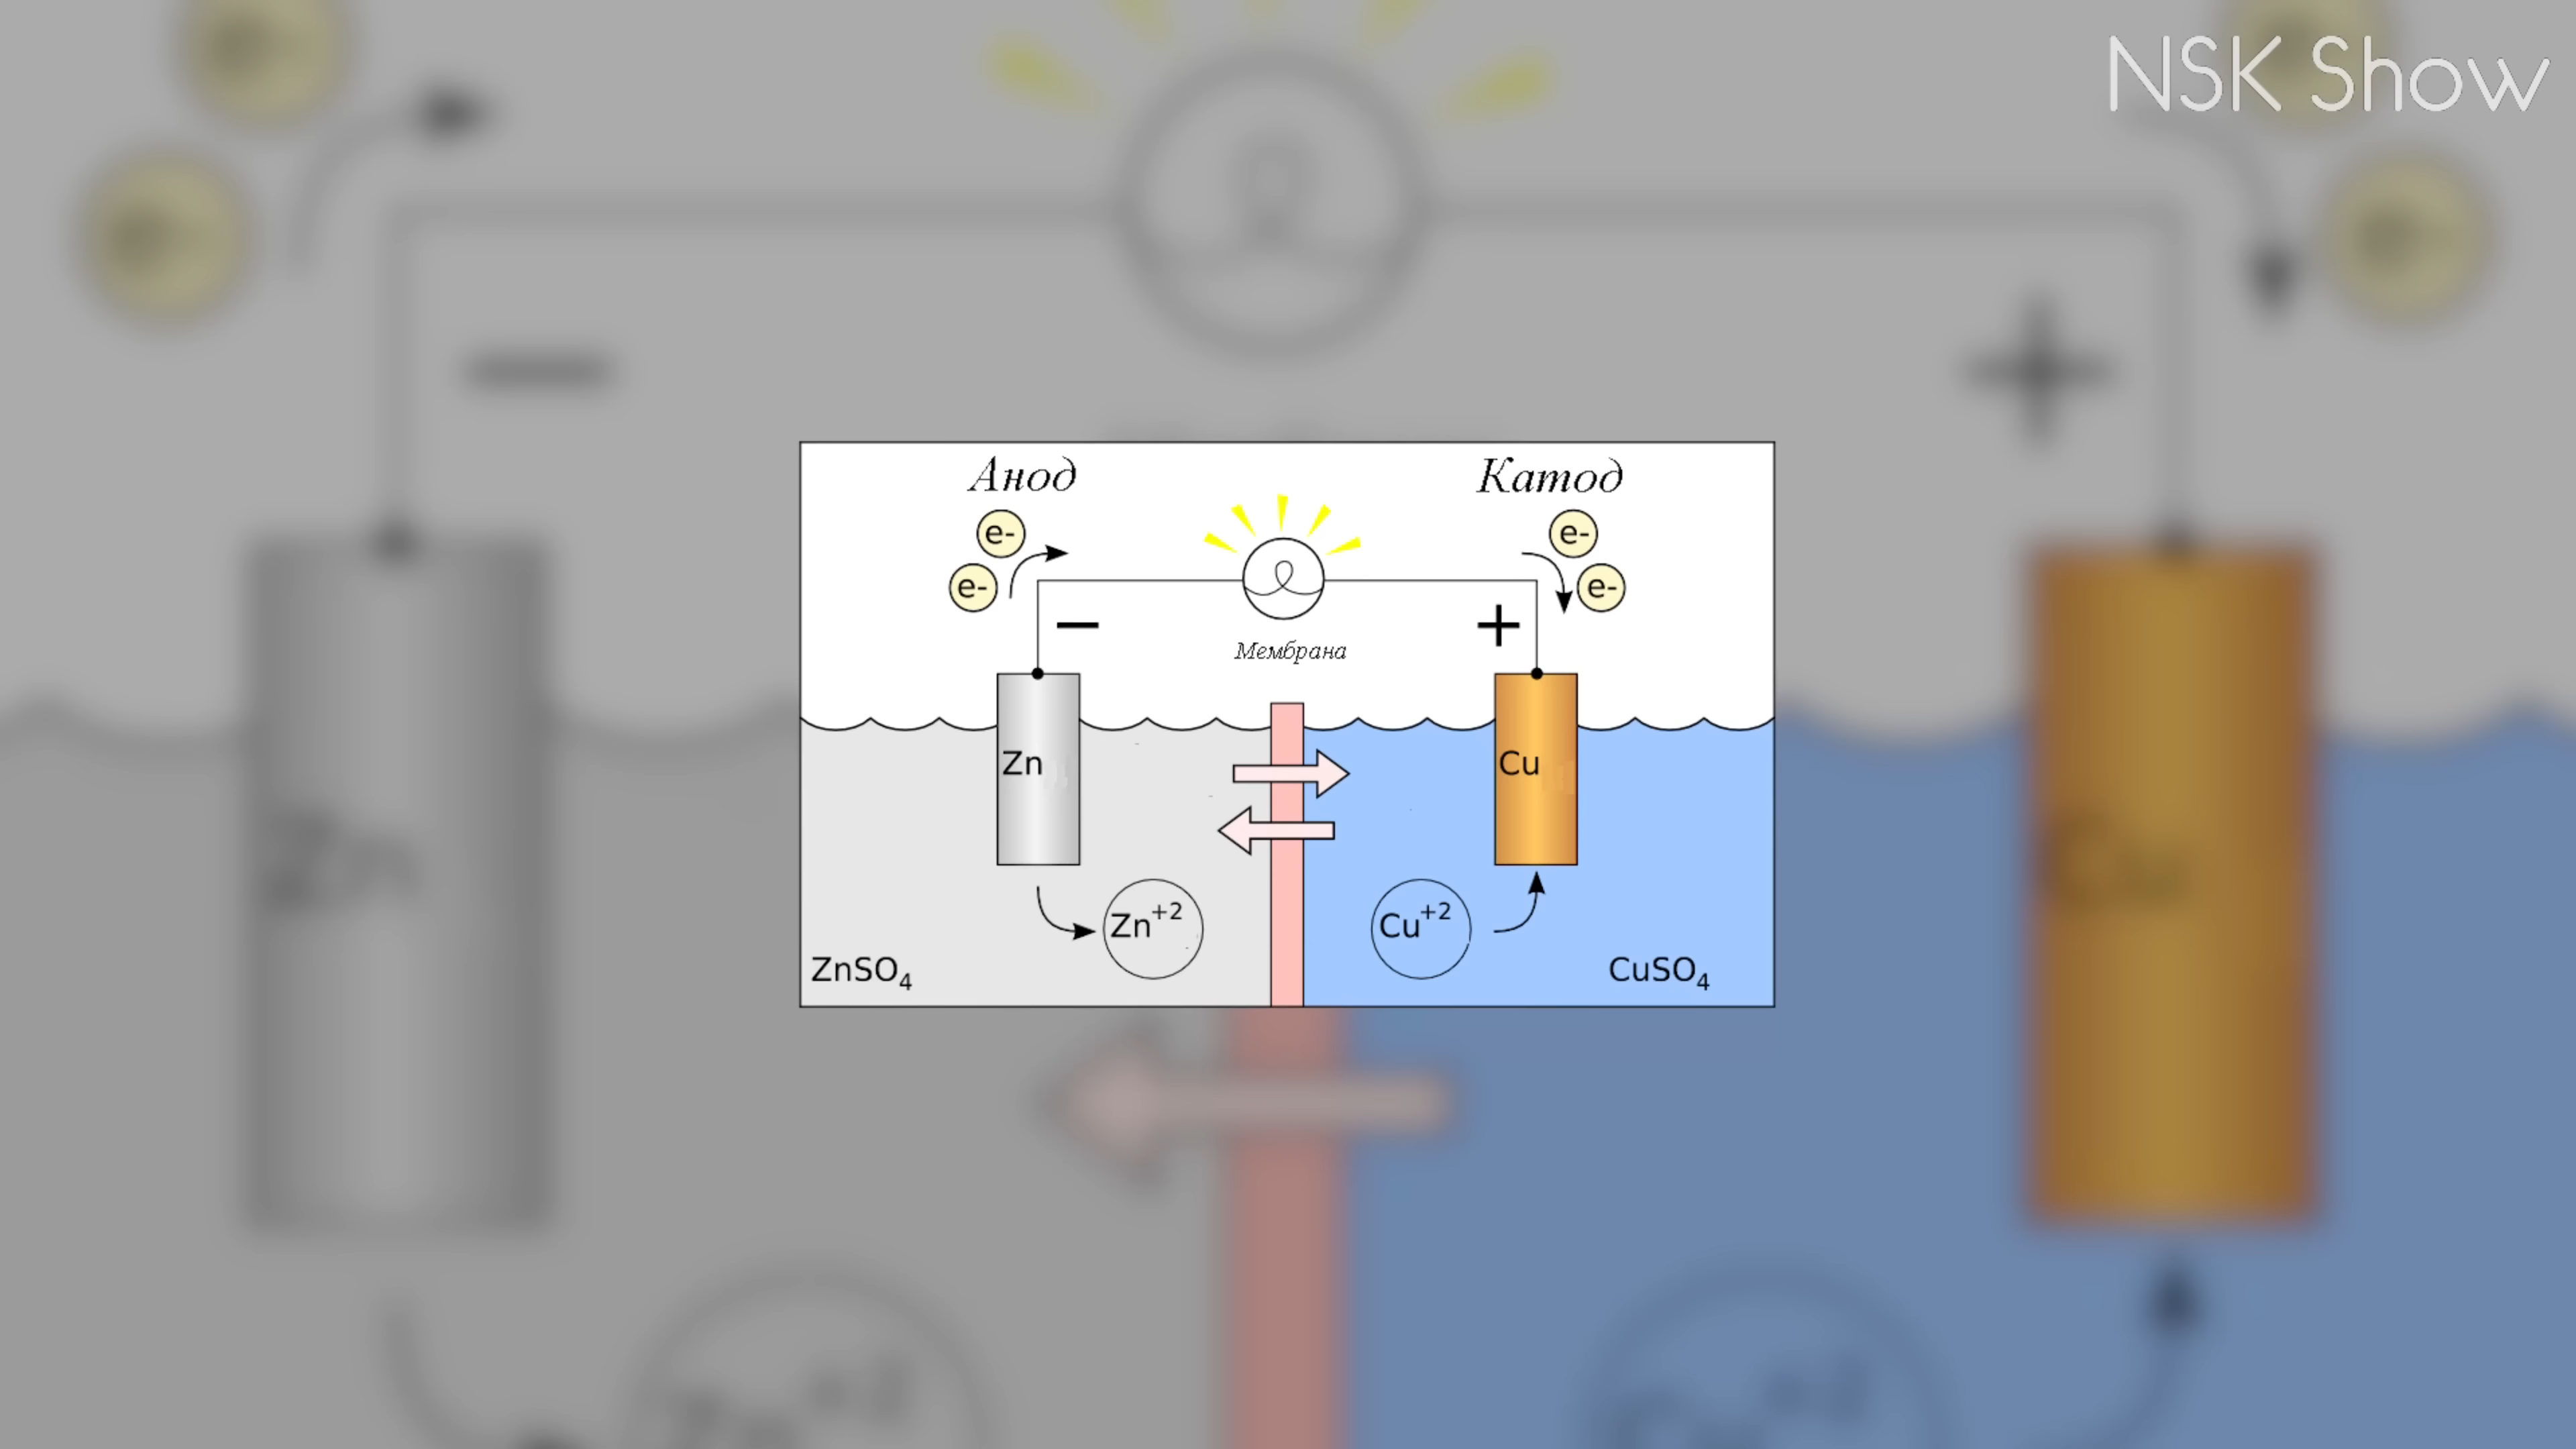 NSK Show
Анод
Катод
e-
e-
e-
e-
−
+
Мембрана
Zn
Cu
Zn+2
Cu+2
ZnSO4
CuSO4